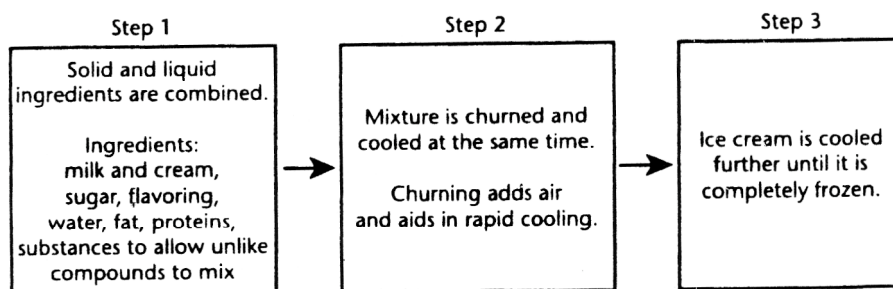 Step 1
Solid and liquid
ingredients are combined.
Ingredients:
milk and cream,
sugar, flavoring,
water, fat, proteins,
substances to allow unlike
compounds to mix
Step 2
Mixture is churned and
cooled at the same time.
Churning adds air
and aids in rapid cooling.
Step 3
Ice cream is cooled
further until it is
completely frozen.